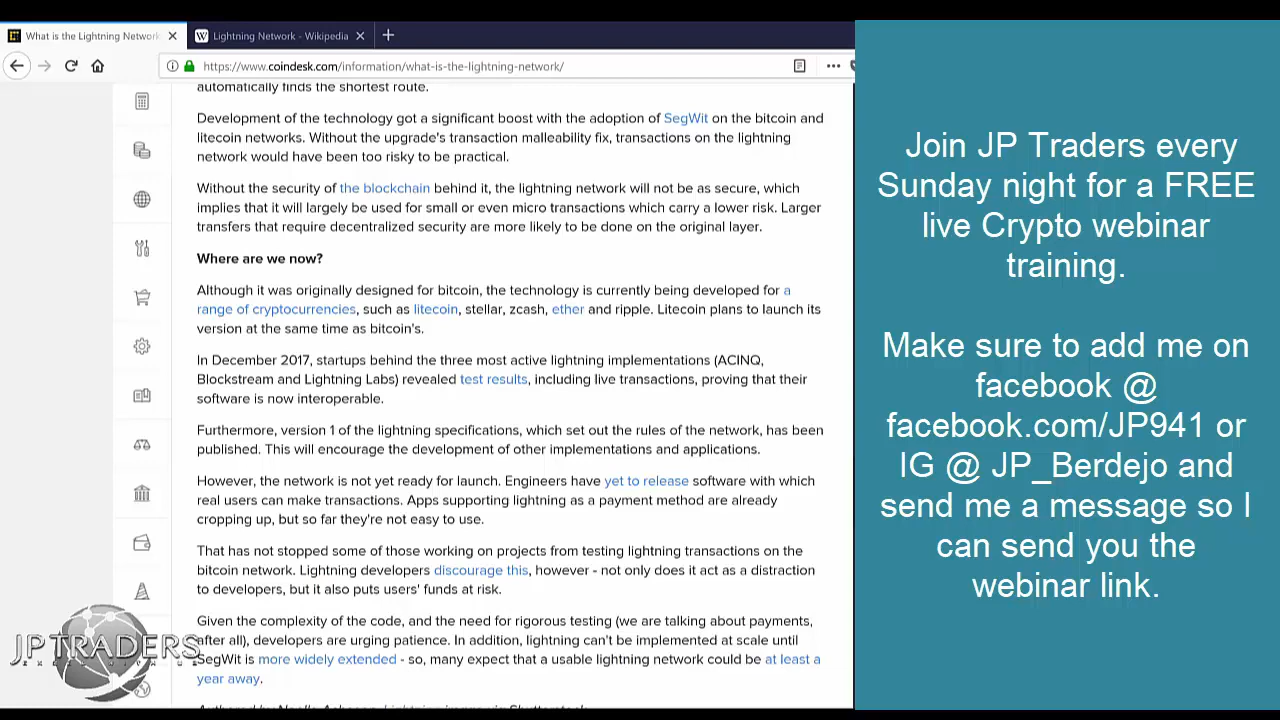 What is the Lightning Network
Lightning Network - Wikipedia
https://www.coindesk.com/information/what-is-the-lightning-network/
automatically finds the shortest route.
Development of the technology got a significant boost with the adoption of SegWit on the bitcoin and
litecoin networks. Without the upgrade's transaction malleability fix, transactions on the lightning
network would have been too risky to be practical.
Without the security of the blockchain behind it, the lightning network will not be as secure, which
implies that it will largely be used for small or even micro transactions which carry a lower risk. Larger
transfers that require decentralized security are more likely to be done on the original layer.
Where are we now?
Although it was originally designed for bitcoin, the technology is currently being developed for a
range of cryptocurrencies, such as litecoin, stellar, zcash, ether and ripple. Litecoin plans to launch its
version at the same time as bitcoin's.
In December 2017, startups behind the three most active lightning implementations (ACINQ,
Blockstream and Lightning Labs) revealed test results, including live transactions, proving that their
software is now interoperable.
Furthermore, version 1 of the lightning specifications, which set out the rules of the network, has been
published. This will encourage the development of other implementations and applications.
However, the network is not yet ready for launch. Engineers have yet to release software with which
real users can make transactions. Apps supporting lightning as a payment method are already
cropping up, but so far they're not easy to use.
That has not stopped some of those working on projects from testing lightning transactions on the
bitcoin network. Lightning developers discourage this, however - not only does it act as a distraction
to developers, but it also puts users' funds at risk.
Given the complexity of the code, and the need for rigorous testing (we are talking about payments,
after all), developers are urging patience. In addition, lightning can't be implemented at scale until
SegWit is more widely extended - so, many expect that a usable lightning network could be at least a
year away.
JP TRADERS
Join JP Traders every
Sunday night for a FREE
live Crypto webinar
training.
Make sure to add me on
facebook @
facebook.com/JP941 or
IG @ JP_Berdejo and
send me a message so I
can send you the
webinar link.